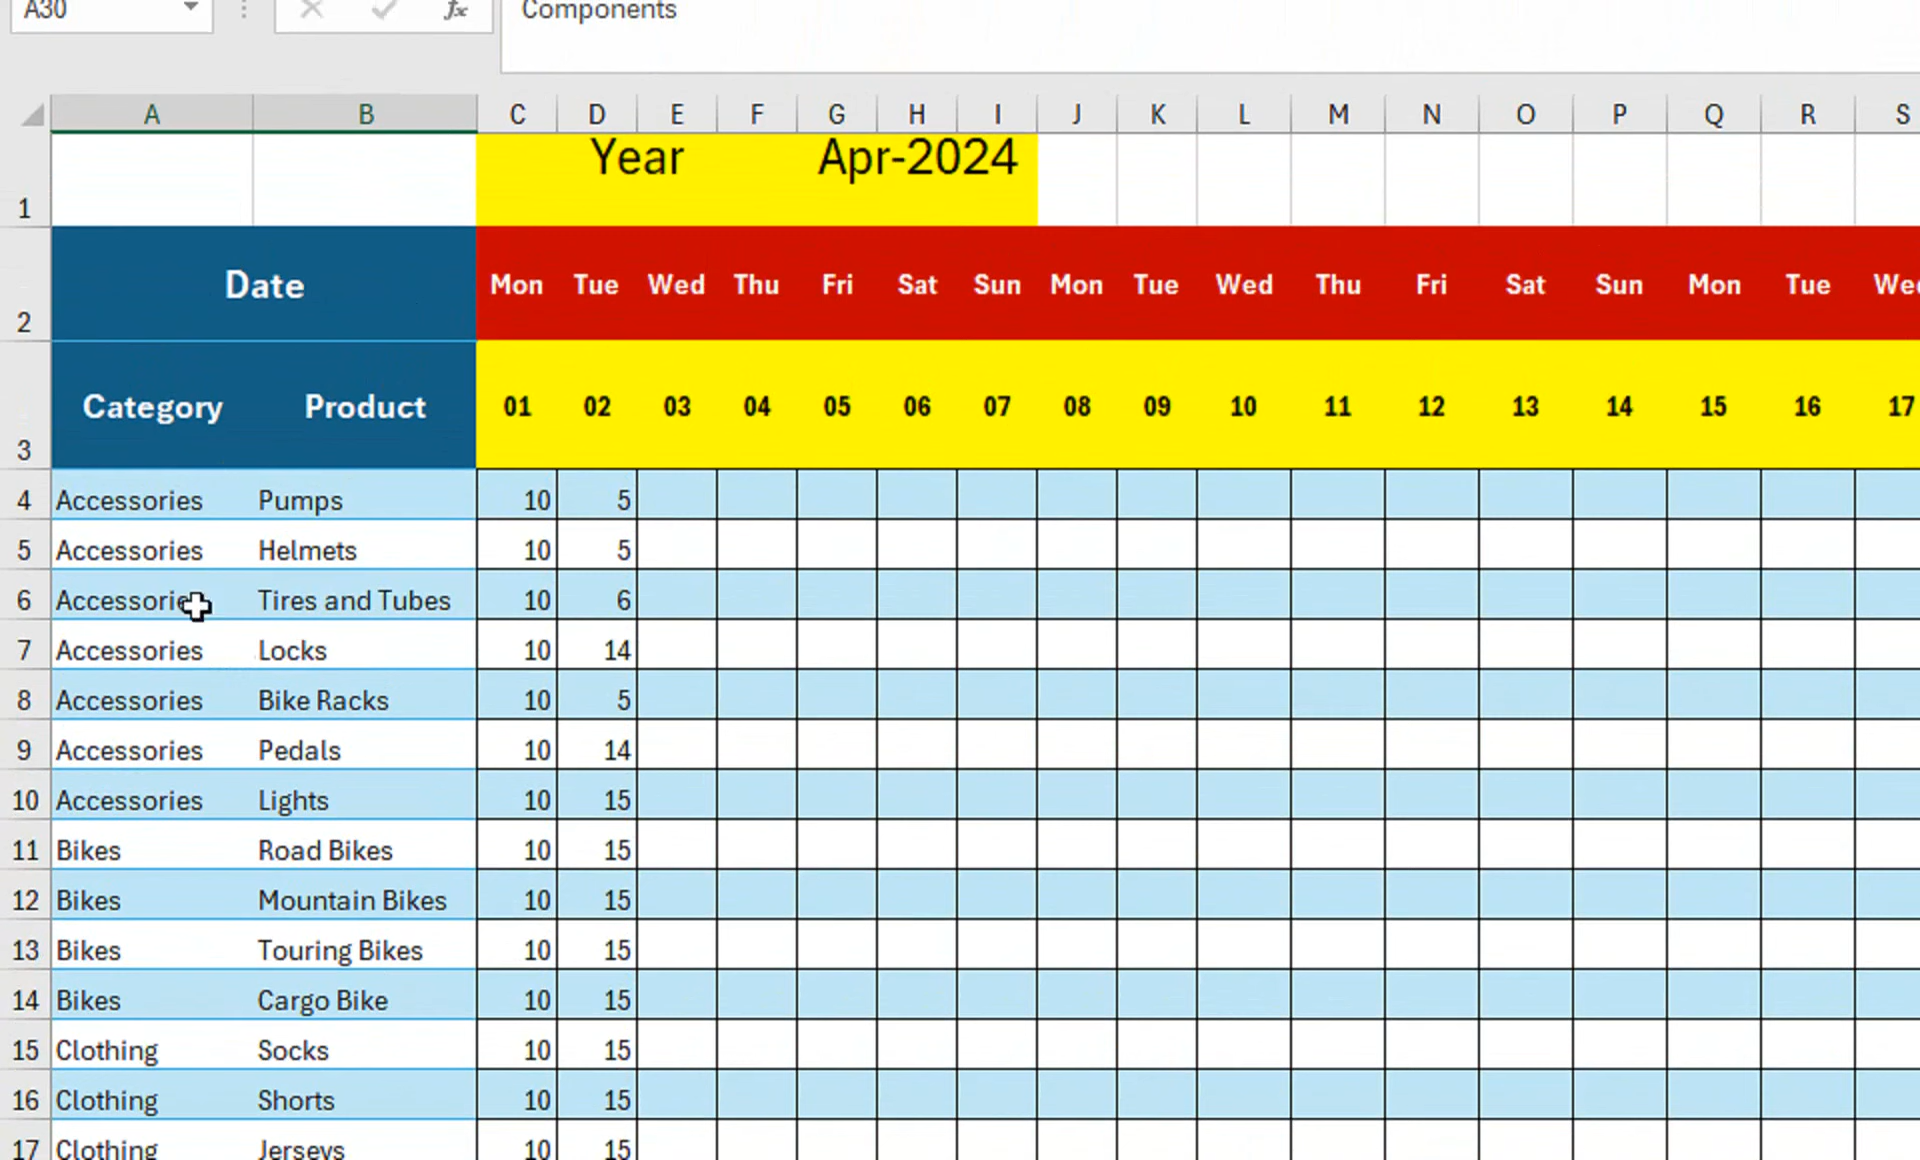 A30 fx Components
A B C D E F G H I J K L M N O P Q R S
1 Year Apr-2024
2 Date Mon Tue Wed Thu Fri Sat Sun Mon Tue Wed Thu Fri Sat Sun Mon Tue Wed
3 Category Product 01 02 03 04 05 06 07 08 09 10 11 12 13 14 15 16 17
4 Accessories Pumps 10 5
5 Accessories Helmets 10 5
6 Accessories Tires and Tubes 10 6
7 Accessories Locks 10 14
8 Accessories Bike Racks 10 5
9 Accessories Pedals 10 14
10 Accessories Lights 10 15
11 Bikes Road Bikes 10 15
12 Bikes Mountain Bikes 10 15
13 Bikes Touring Bikes 10 15
14 Bikes Cargo Bike 10 15
15 Clothing Socks 10 15
16 Clothing Shorts 10 15
17 Clothing Jerseys 10 15